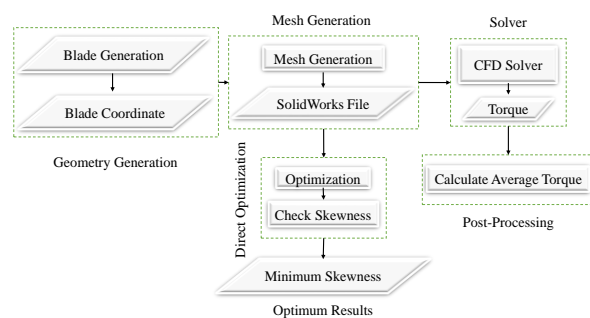 Mesh Generation
Solver
Blade Generation
Blade Coordinate
Geometry Generation
Mesh Generation
SolidWorks File
CFD Solver
Torque
Direct Optimization
Optimization
Check Skewness
Calculate Average Torque
Post-Processing
Minimum Skewness
Optimum Results